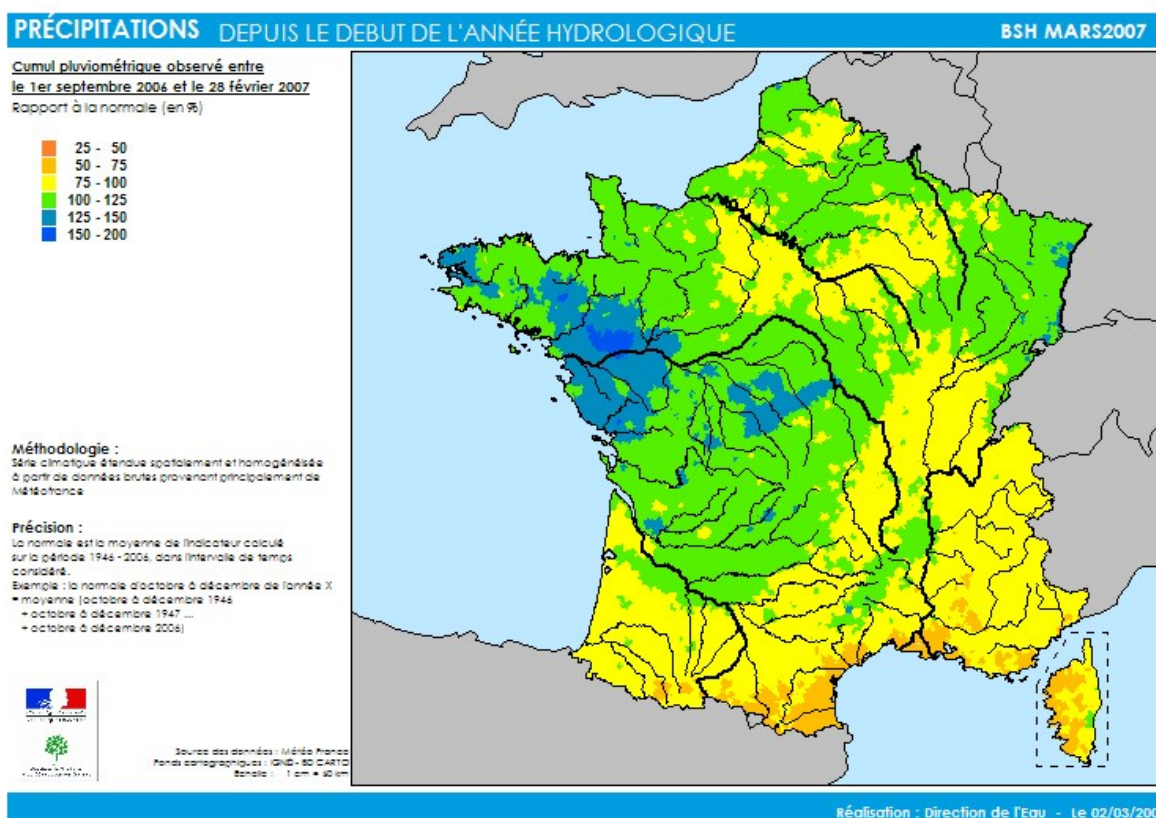 PRÉCIPITATIONS DEPUIS LE DEBUT DE L'ANNÉE HYDROLOGIQUE
BSH MARS2007
Cumul pluviométrique observé entre
le 1er septembre 2006 et le 28 février 2007
Rapport à la normale (en %)
25 - 50
50 - 75
75 - 100
100 - 125
125 - 150
150 - 200
Méthodologie :
Série climatique étendue spatialement et homogénéisée
à partir de données brutes provenant principalement de
Météofrance
Précision :
La normale est la moyenne de l'indicateur calculé
sur la période 1946 - 2006, dans l'intervalle de temps
considéré.
Exemple : la normale d'octobre à décembre de l'année X
= moyenne (octobre à décembre 1946
+ octobre à décembre 1947 ...
+ octobre à décembre 2006)
Source des données : Météo France
Fonds cartographiques : IGN© - BD CARTO
Echelle : 1 cm = 60 km
Réalisation : Direction de l'Eau - Le 02/03/200